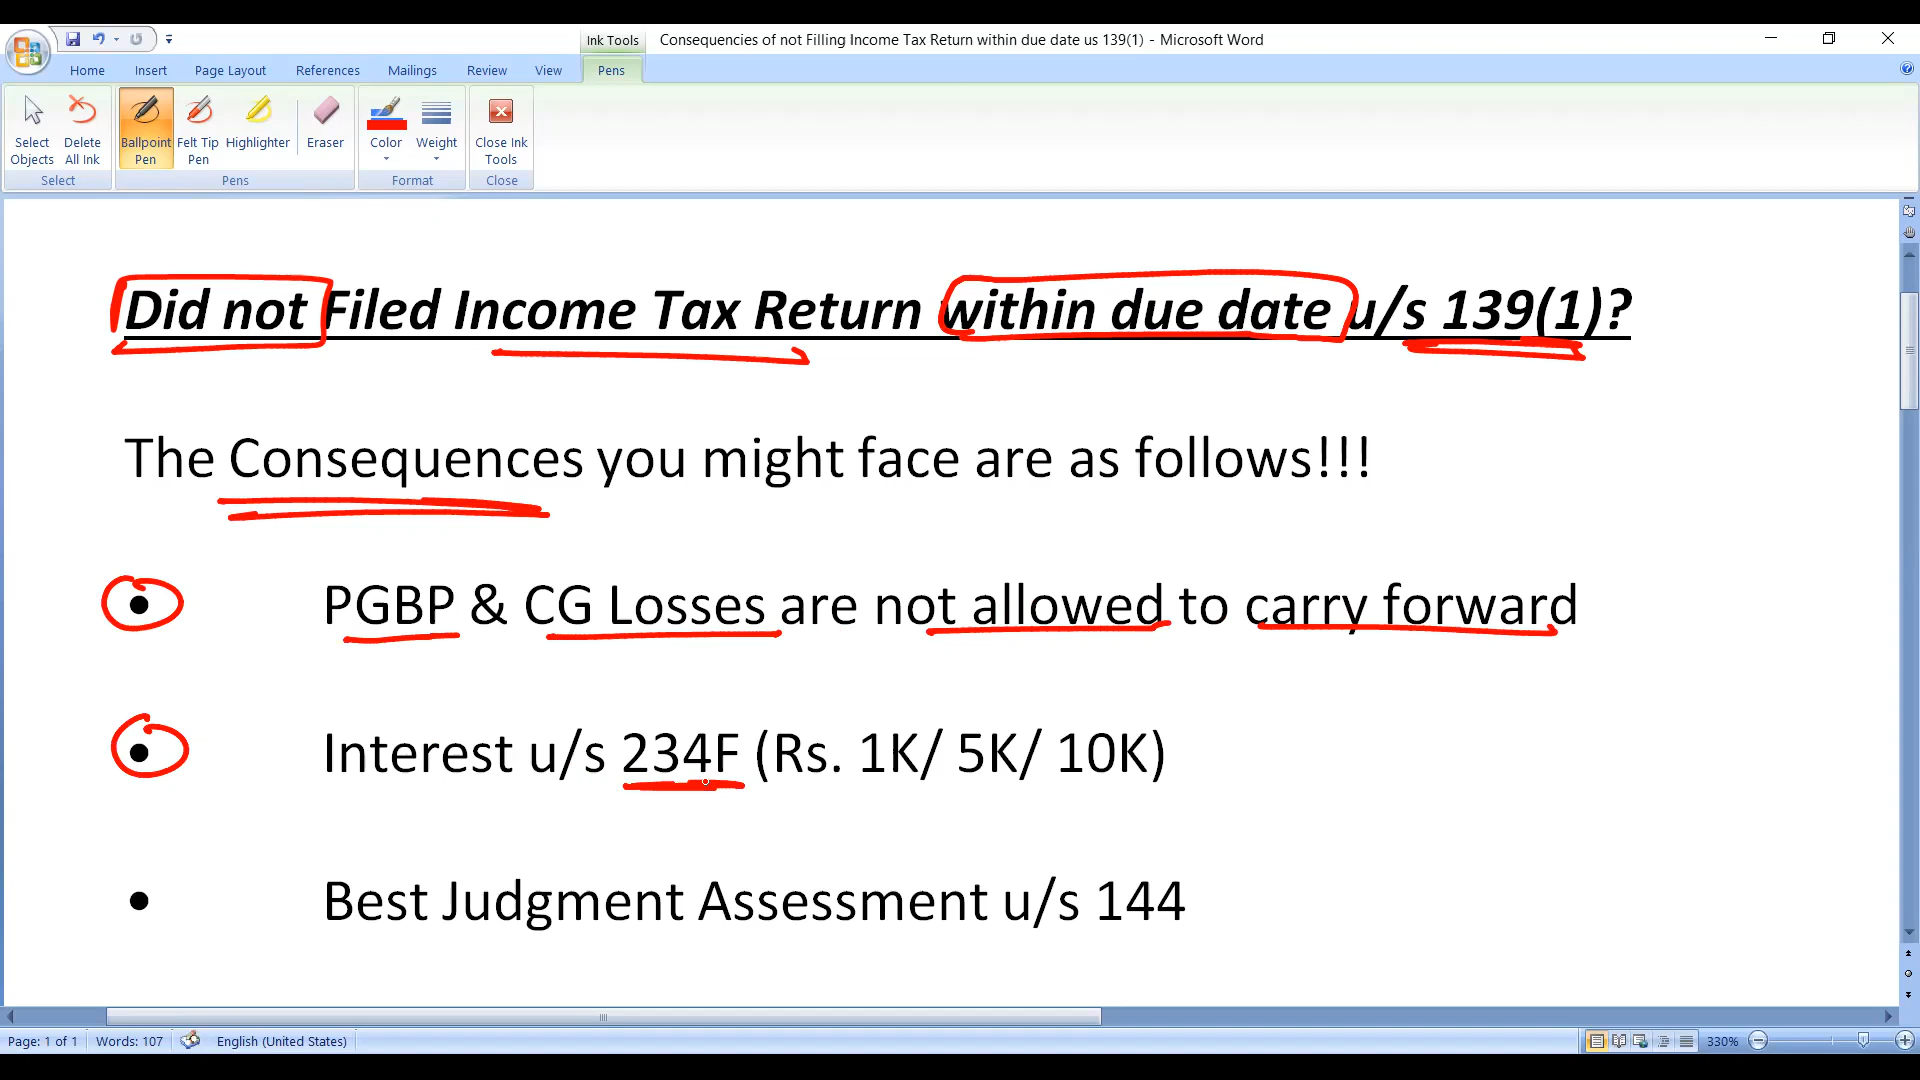 Ink Tools
Consequencies of not Filling Income Tax Return within due date us 139(1) - Microsoft Word
Home Insert Page Layout References Mailings Review View Pens
Select Objects
Delete All Ink
Ballpoint Pen
Felt Tip Pen
Highlighter
Eraser
Color
Weight
Close Ink Tools
Select Pens Format Close
Did not Filed Income Tax Return within due date u/s 139(1)?
The Consequences you might face are as follows!!!
• PGBP & CG Losses are not allowed to carry forward
• Interest u/s 234F (Rs. 1K/ 5K/ 10K)
• Best Judgment Assessment u/s 144
Page: 1 of 1 Words: 107 English (United States) 330%